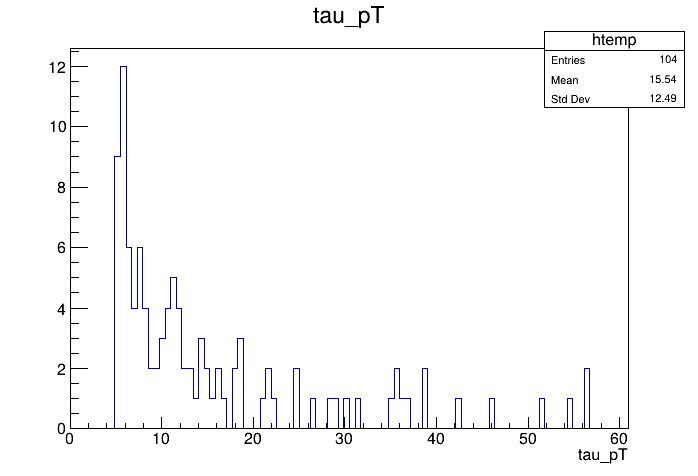 tau_pT
htemp
Entries 104
Mean 15.54
Std Dev 12.49
12
10
8
6
4
2
0
0 10 20 30 40 50 60
tau_pT